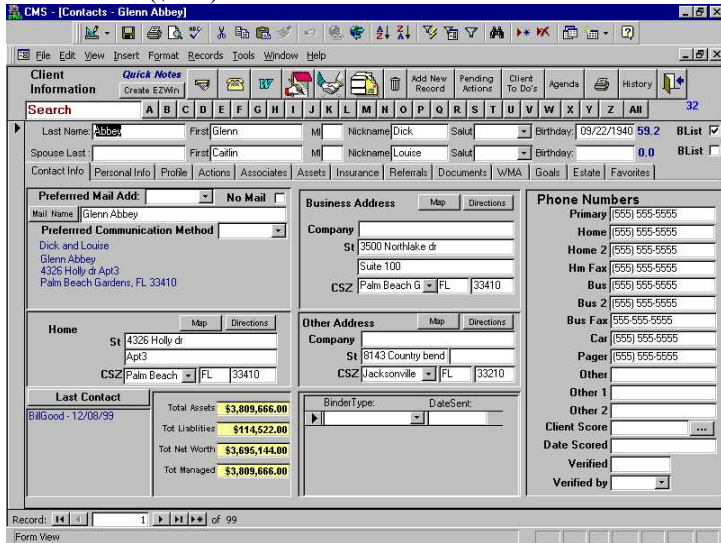 CMS - [Contacts - Glenn Abbey]
File Edit View Insert Format Records Tools Window Help
Client Information
Quick Notes
Create EZWin
Add New Record
Pending Actions
Client To Do's
Agenda
History
Search A B C D E F G H I J K L M N O P Q R S T U V W X Y Z All 32
Last Name: Abbey First Glenn MI Nickname Dick Salut Birthday: 09/22/1940 59.2 BList
Spouse Last : First Caitlin MI Nickname Louise Salut Birthday: 0.0 BList
Contact Info Personal Info Profile Actions Associates Assets Insurance Referrals Documents WMA Goals Estate Favorites
Preferred Mail Add: No Mail
Mail Name Glenn Abbey
Preferred Communication Method
Dick and Louise
Glenn Abbey
4326 Holly dr Apt3
Palm Beach Gardens, FL 33410
Business Address Map Directions
Company
St 3500 Northlake dr
Suite 100
CSZ Palm Beach G FL 33410
Home Map Directions
St 4326 Holly dr
Apt3
CSZ Palm Beach FL 33410
Other Address Map Directions
Company
St 8143 Country bend
CSZ Jacksonville FL 33210
Last Contact
BillGood - 12/08/99
Total Assets $3,809,666.00
Tot Liablities $114,522.00
Tot Net Worth $3,695,144.00
Tot Managed $3,809,666.00
BinderType: DateSent:
Phone Numbers
Primary (555) 555-5555
Home (555) 555-5555
Home 2 (555) 555-5555
Hm Fax (555) 555-5555
Bus (555) 555-5555
Bus 2 (555) 555-5555
Bus Fax 555-555-5555
Car (555) 555-5555
Pager (555) 555-5555
Other
Other 1
Other 2
Client Score ...
Date Scored
Verified
Verified by
Record: 1 of 99
Form View